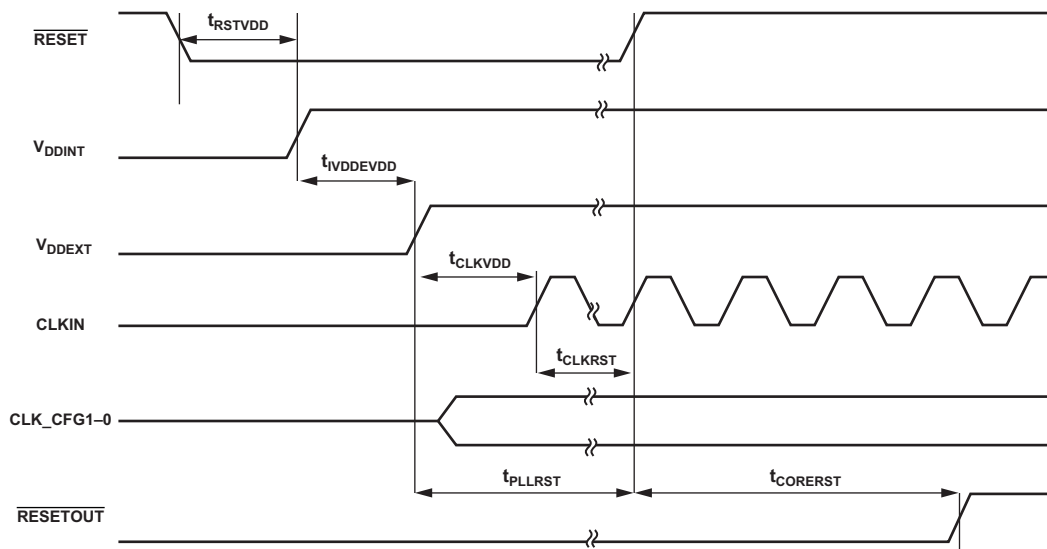 tRSTVDD
RESET
VDDINT
tIVDDEVDD
VDDEXT
tCLKVDD
CLKIN
tCLKRST
CLK_CFG1–0
tPLLRST
tCORERST
RESETOUT